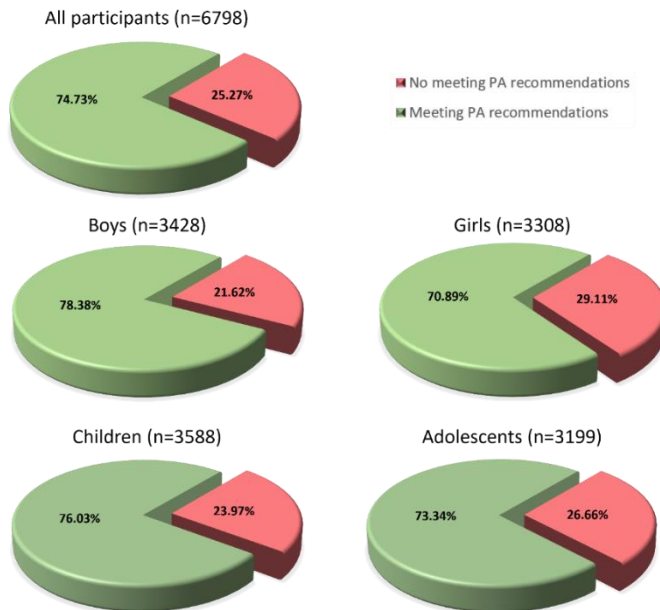 All participants (n=6798)
74.73%
25.27%
No meeting PA recommendations
Meeting PA recommendations
Boys (n=3428)
78.38%
21.62%
Girls (n=3308)
70.89%
29.11%
Children (n=3588)
76.03%
23.97%
Adolescents (n=3199)
73.34%
26.66%